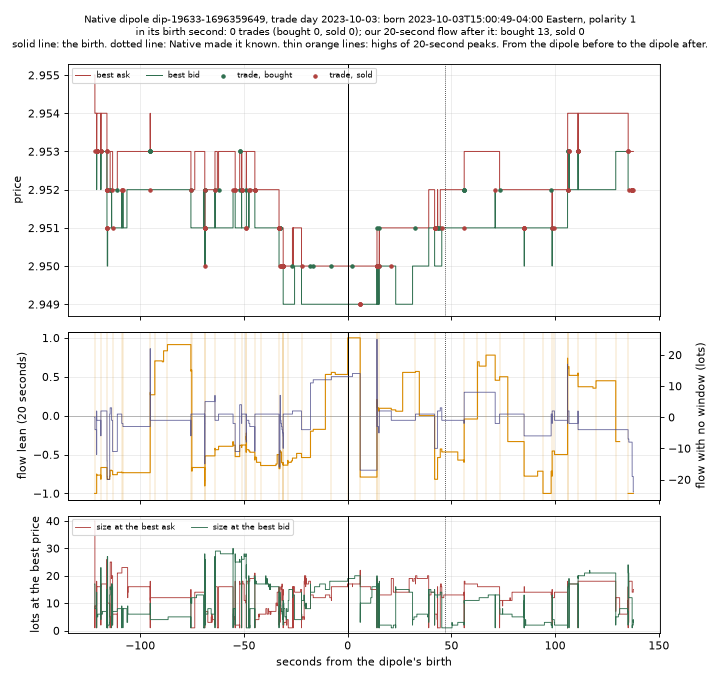 Native dipole dip-19633-1696359649, trade day 2023-10-03: born 2023-10-03T15:00:49-04:00 Eastern, polarity 1
in its birth second: 0 trades (bought 0, sold 0); our 20-second flow after it: bought 13, sold 0
solid line: the birth. dotted line: Native made it known. thin orange lines: highs of 20-second peaks. From the dipole before to the dipole after.
best ask
best bid
trade, bought
trade, sold
2.955
2.954
2.953
2.952
2.951
2.950
2.949
price
1.0
0.5
0.0
−0.5
−1.0
flow lean (20 seconds)
20
10
0
−10
−20
flow with no window (lots)
size at the best ask
size at the best bid
40
30
20
10
0
lots at the best price
−100
−50
0
50
100
150
seconds from the dipole's birth